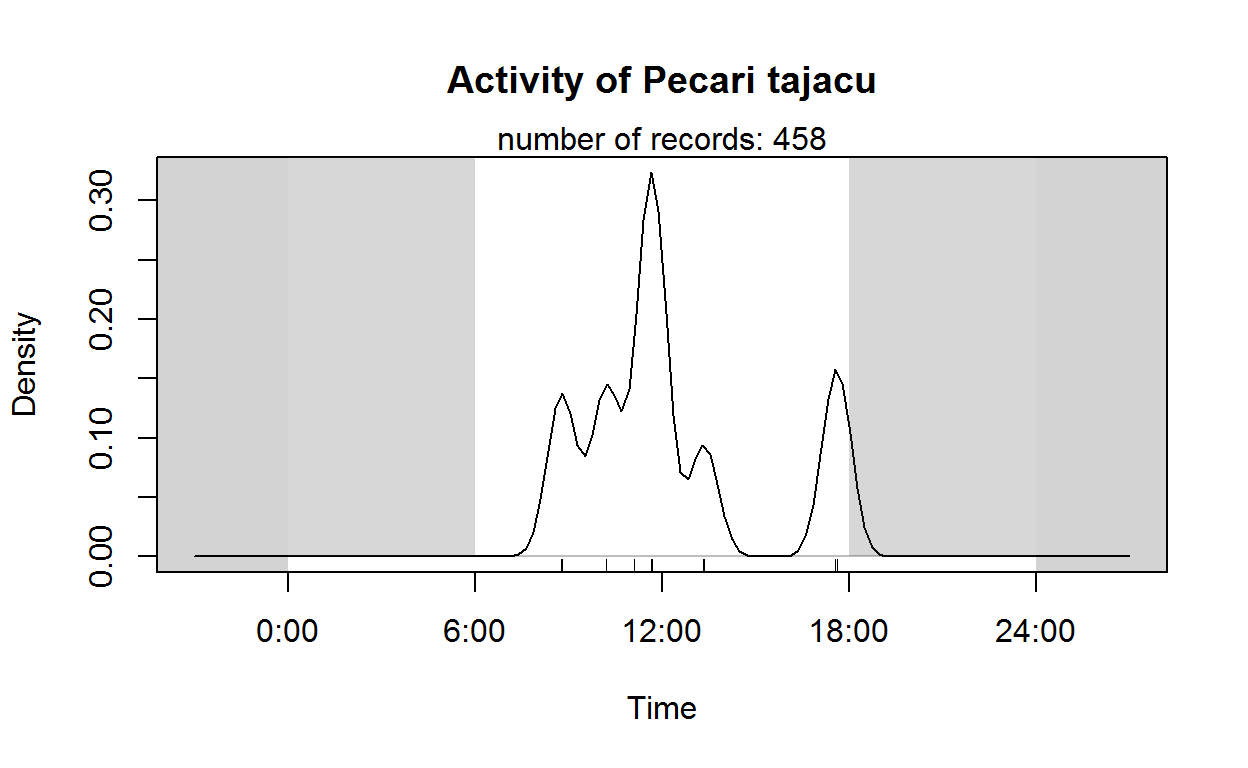 Activity of Pecari tajacu
number of records: 458
Density
0.30
0.20
0.10
0.00
0:00 6:00 12:00 18:00 24:00
Time